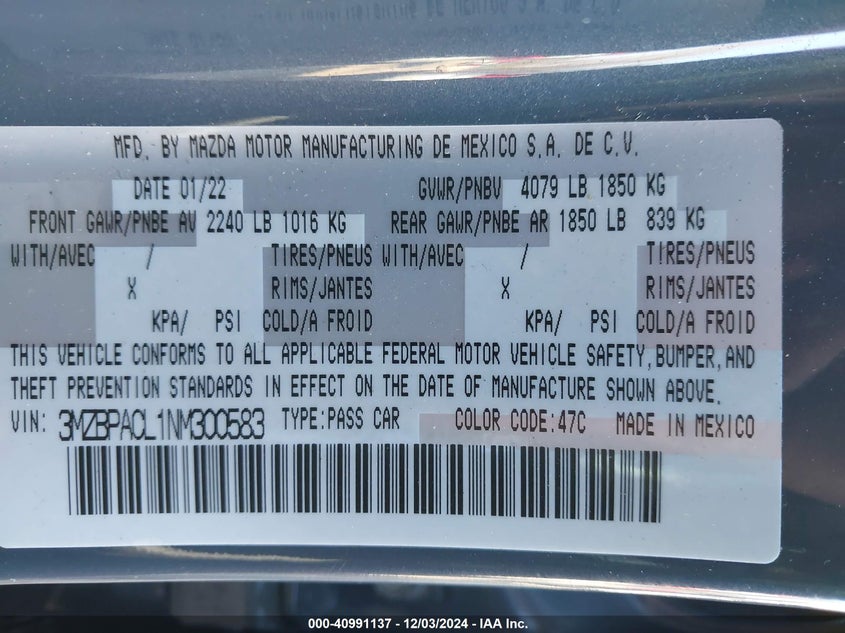 MFD. BY MAZDA MOTOR MANUFACTURING DE MEXICO S.A. DE C.V.
DATE 01/22 GVWR/PNBV 4079 LB 1850 KG
FRONT GAWR/PNBE AV 2240 LB 1016 KG REAR GAWR/PNBE AR 1850 LB 839 KG
WITH/AVEC / TIRES/PNEUS WITH/AVEC / TIRES/PNEUS
X RIMS/JANTES X RIMS/JANTES
KPA/ PSI COLD/A FROID KPA/ PSI COLD/A FROID
THIS VEHICLE CONFORMS TO ALL APPLICABLE FEDERAL MOTOR VEHICLE SAFETY, BUMPER, AND
THEFT PREVENTION STANDARDS IN EFFECT ON THE DATE OF MANUFACTURE SHOWN ABOVE.
VIN: 3MZBPACL1NM300583 TYPE:PASS CAR COLOR CODE:47C MADE IN MEXICO
000-40991137 - 12/03/2024 - IAA Inc.